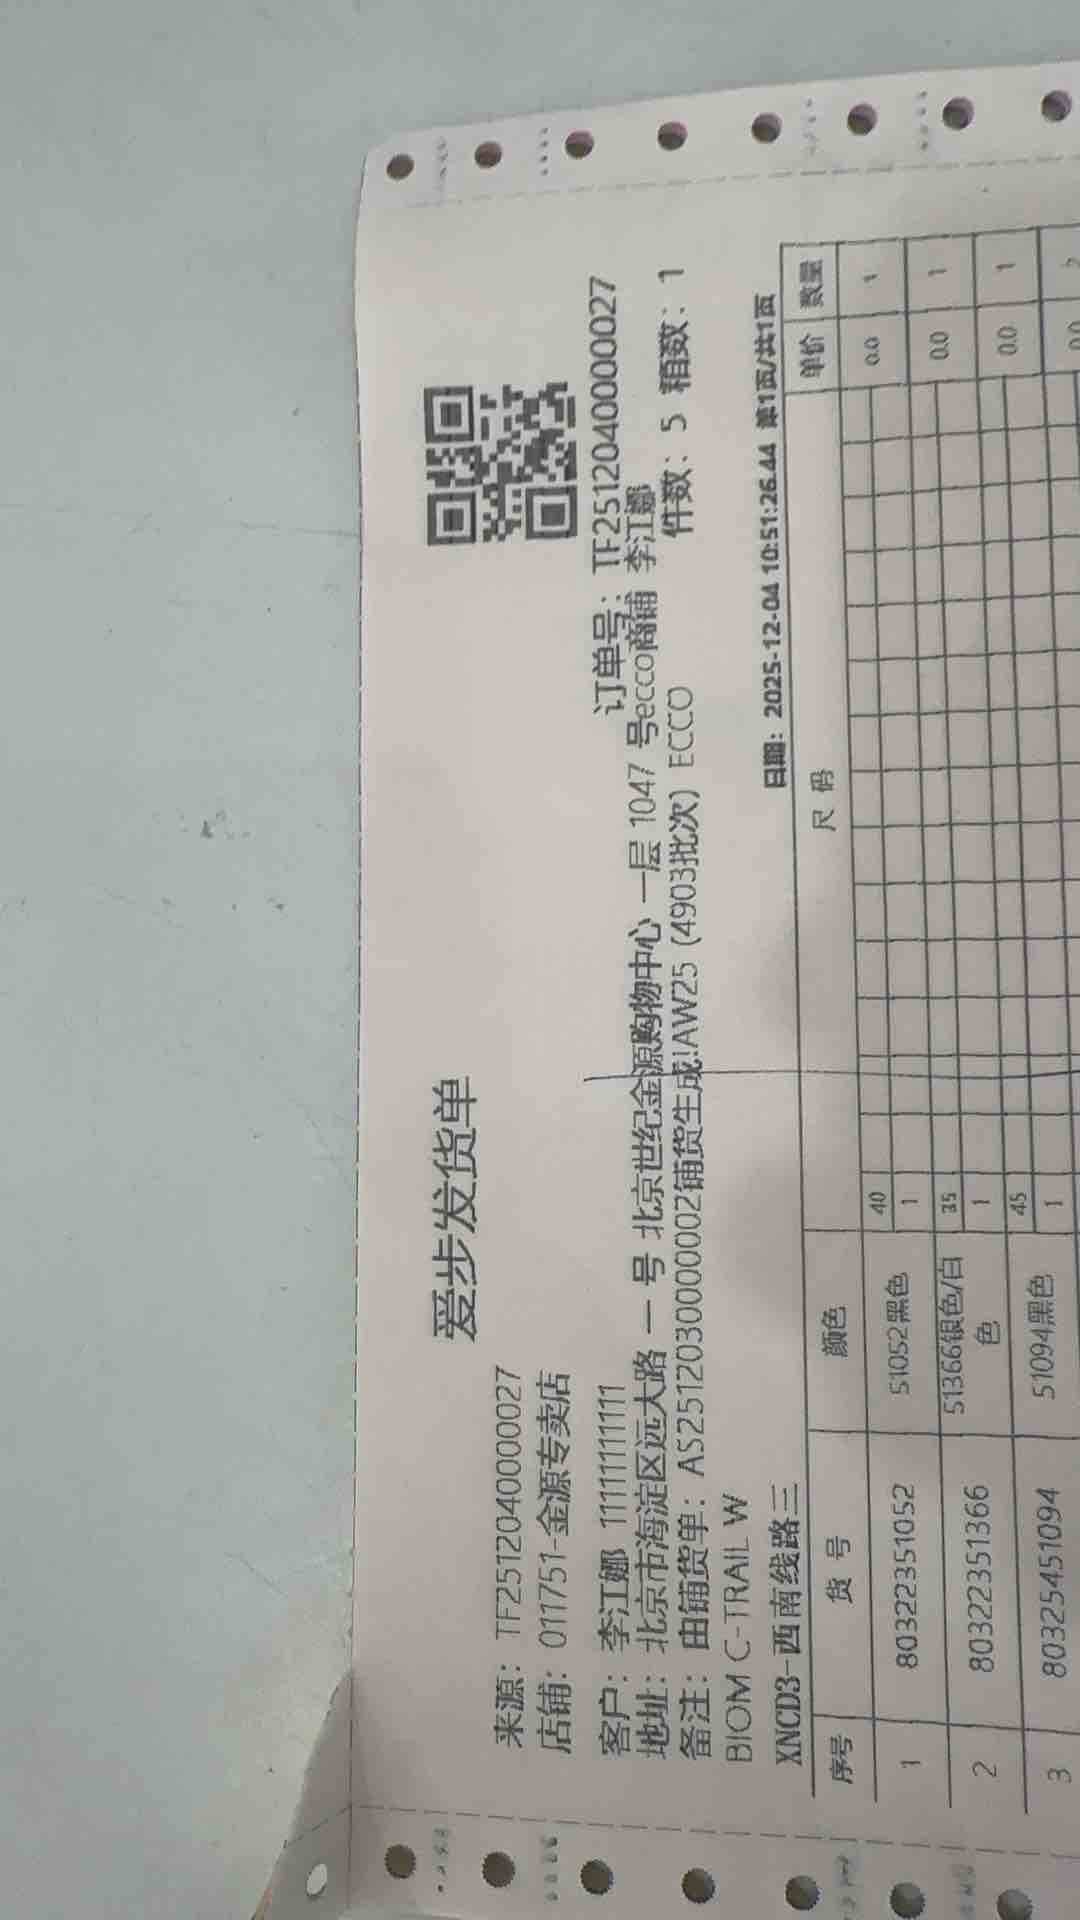 爱步发货单
来源：TF251204000027
店铺：011751-金源专卖店
订单号：TF251204000027
客户：李江娜 11111111111
地址：北京市海淀区远大路 一 号 北京世纪金源购物中心 一层 1047 号ecco商铺 李江娜
备注：由铺货单：AS251203000002铺货生成!AW25 (4903批次) ECCO
件数：5 箱数：1
BIOM C-TRAIL W
XNCD3-西南线路三
日期：2025-12-04 10:51:26.44 第1页/共1页
序号 货 号 颜色 尺 码 单价 数量
40
1 80322351052 51052黑色 1 0.0 1
35
2 80322351366 51366银色/白色 1 0.0 1
45
3 80325451094 51094黑色 1 0.0 1
0.0